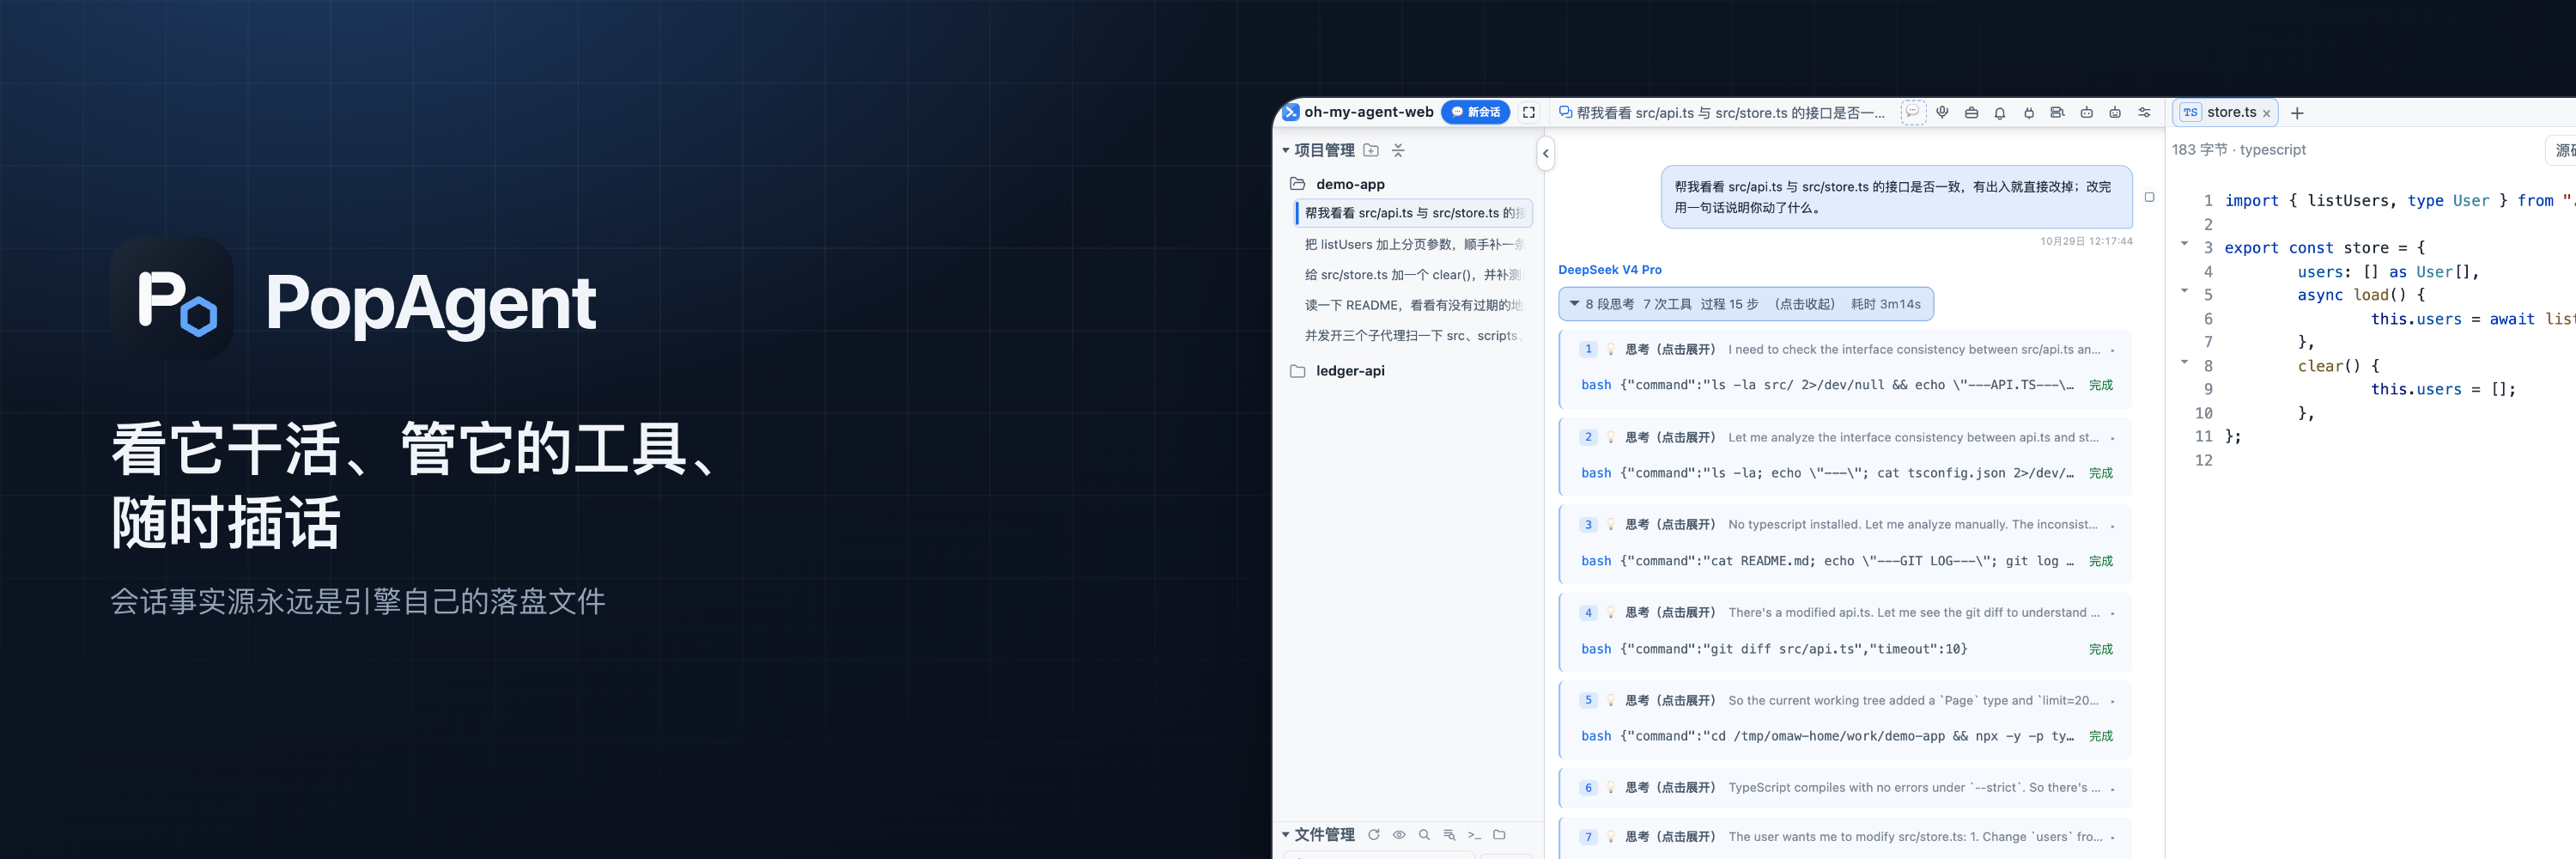 PopAgent
看它干活、管它的工具、
随时插话
会话事实源永远是引擎自己的落盘文件
oh-my-agent-web
新会话
项目管理
demo-app
帮我看看 src/api.ts 与 src/store.ts 的接
把 listUsers 加上分页参数，顺手补一条
给 src/store.ts 加一个 clear()，并补测
读一下 README，看看有没有过期的地
并发开三个子代理扫一下 src、scripts、
ledger-api
文件管理
帮我看看 src/api.ts 与 src/store.ts 的接口是否一...
帮我看看 src/api.ts 与 src/store.ts 的接口是否一致，有出入就直接改掉；改完
用一句话说明你动了什么。
10月29日 12:17:44
DeepSeek V4 Pro
8 段思考 7 次工具 过程 15 步 （点击收起） 耗时 3m14s
1 思考（点击展开） I need to check the interface consistency between src/api.ts an...
bash {"command":"ls -la src/ 2>/dev/null && echo \"---API.TS---\... 完成
2 思考（点击展开） Let me analyze the interface consistency between api.ts and st...
bash {"command":"ls -la; echo \"---\"; cat tsconfig.json 2>/dev/... 完成
3 思考（点击展开） No typescript installed. Let me analyze manually. The inconsist...
bash {"command":"cat README.md; echo \"---GIT LOG---\"; git log ... 完成
4 思考（点击展开） There's a modified api.ts. Let me see the git diff to understand ...
bash {"command":"git diff src/api.ts","timeout":10} 完成
5 思考（点击展开） So the current working tree added a `Page` type and `limit=20...
bash {"command":"cd /tmp/omaw-home/work/demo-app && npx -y -p ty... 完成
6 思考（点击展开） TypeScript compiles with no errors under `--strict`. So there's ...
7 思考（点击展开） The user wants me to modify src/store.ts: 1. Change `users` fro...
TS store.ts
183 字节 · typescript
源
1 import { listUsers, type User } from ".
2
3 export const store = {
4 users: [] as User[],
5 async load() {
6 this.users = await list
7 },
8 clear() {
9 this.users = [];
10 },
11 };
12